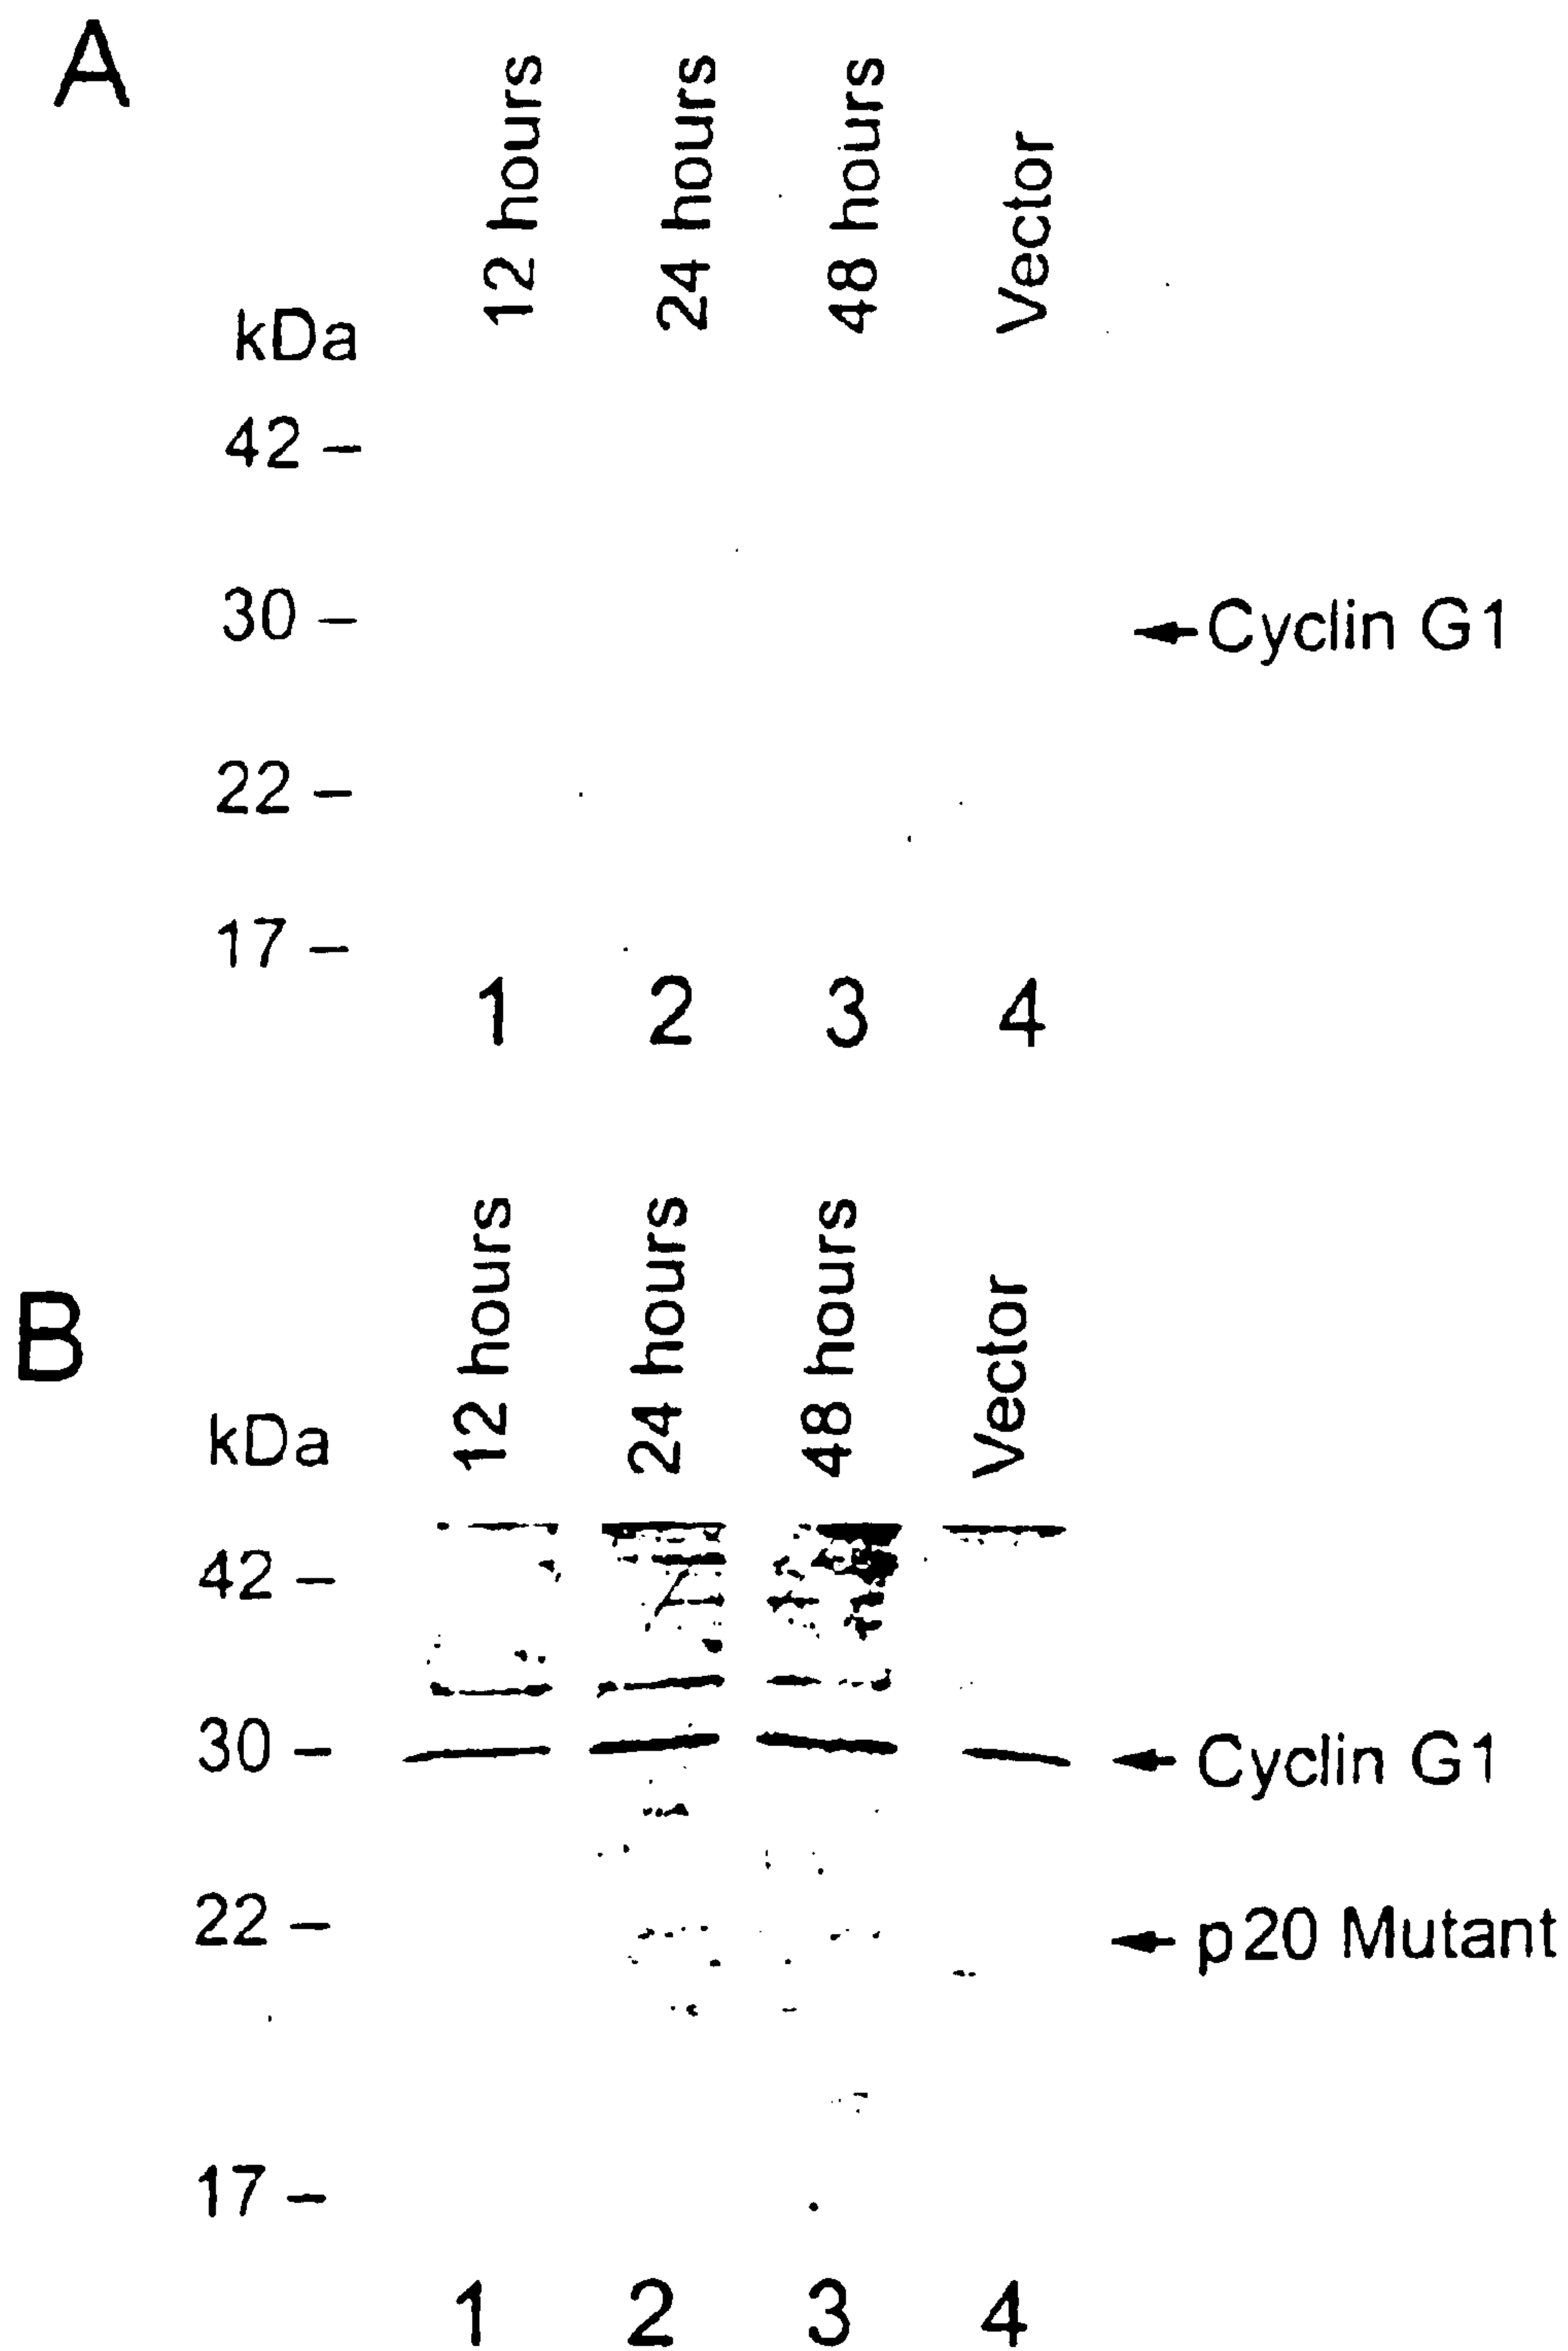 A
12 hours
24 hours
48 hours
Vector
kDa
42 –
30 –
Cyclin G1
22 –
17 –
1 2 3 4
B
12 hours
24 hours
48 hours
Vector
kDa
42 –
30 –
Cyclin G1
22 –
p20 Mutant
17 –
1 2 3 4